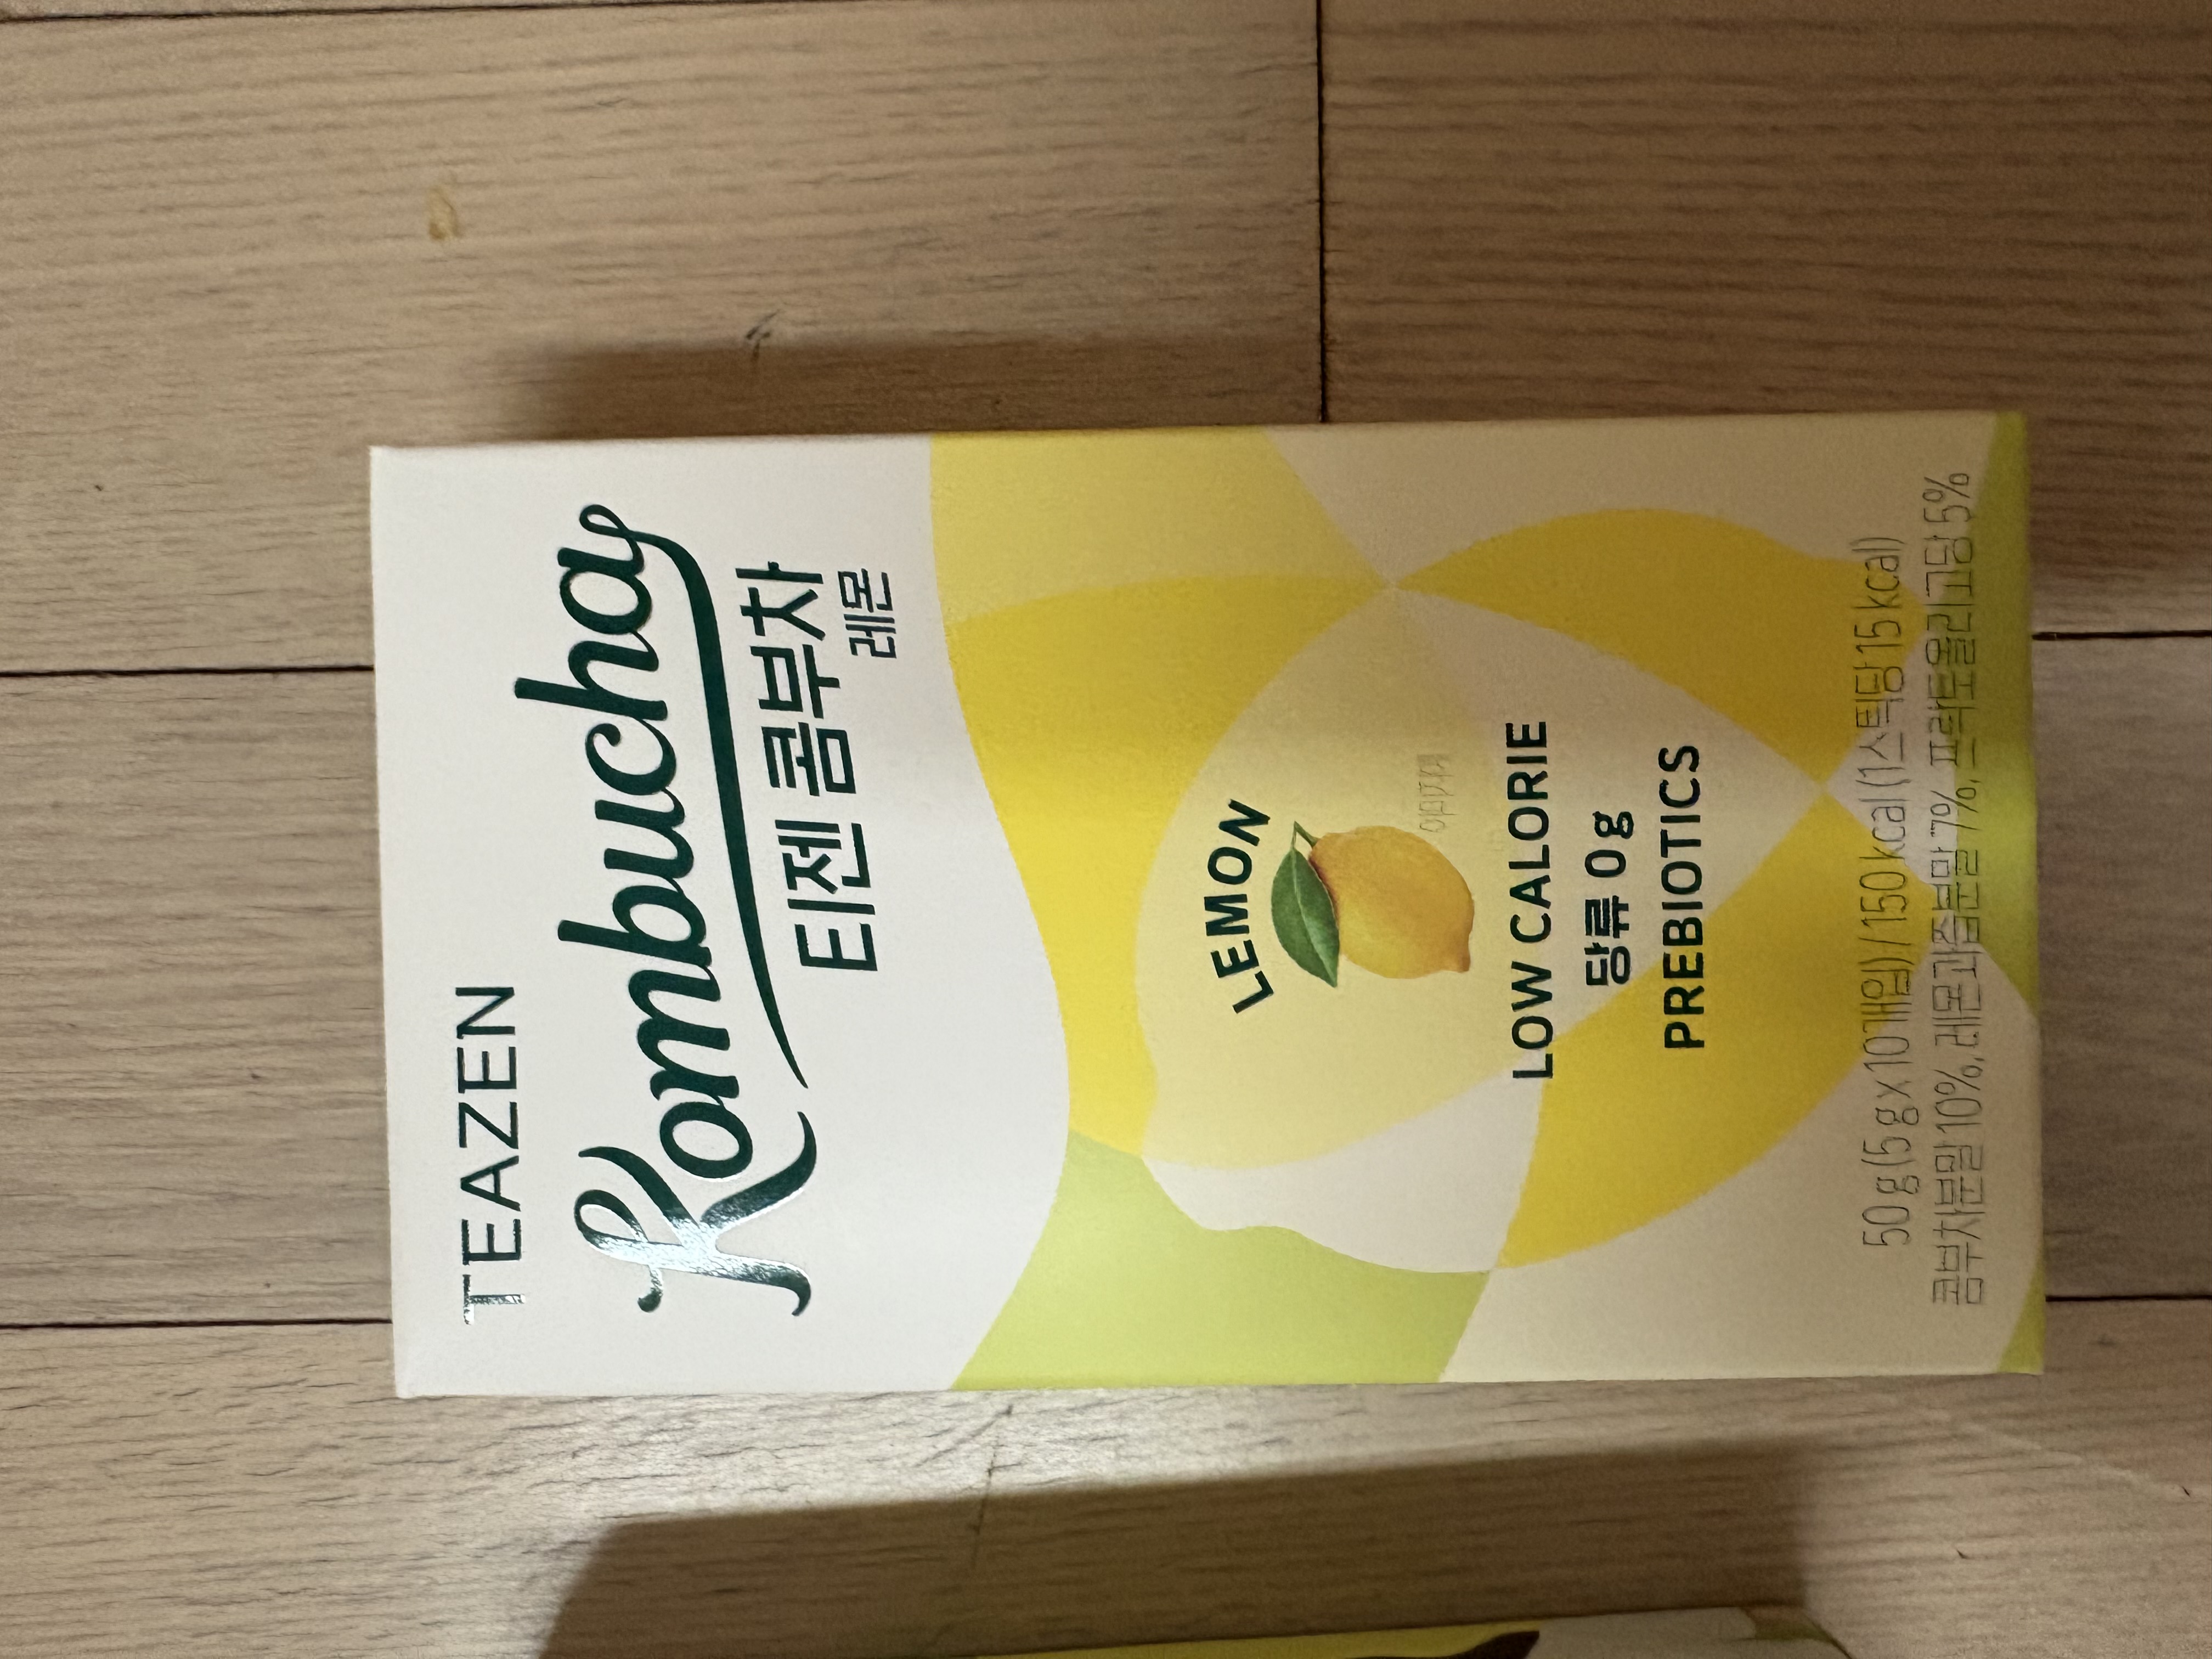 TEAZEN
Kombucha
티젠 콤부차
레몬
LEMON
이미지컷
LOW CALORIE
당류 0g
PREBIOTICS
50 g (5 g x 10개입) / 150 kcal (1스틱당 15 kcal)
콤부차분말 10%, 레몬과즙분말 7%, 프락토올리고당 5%